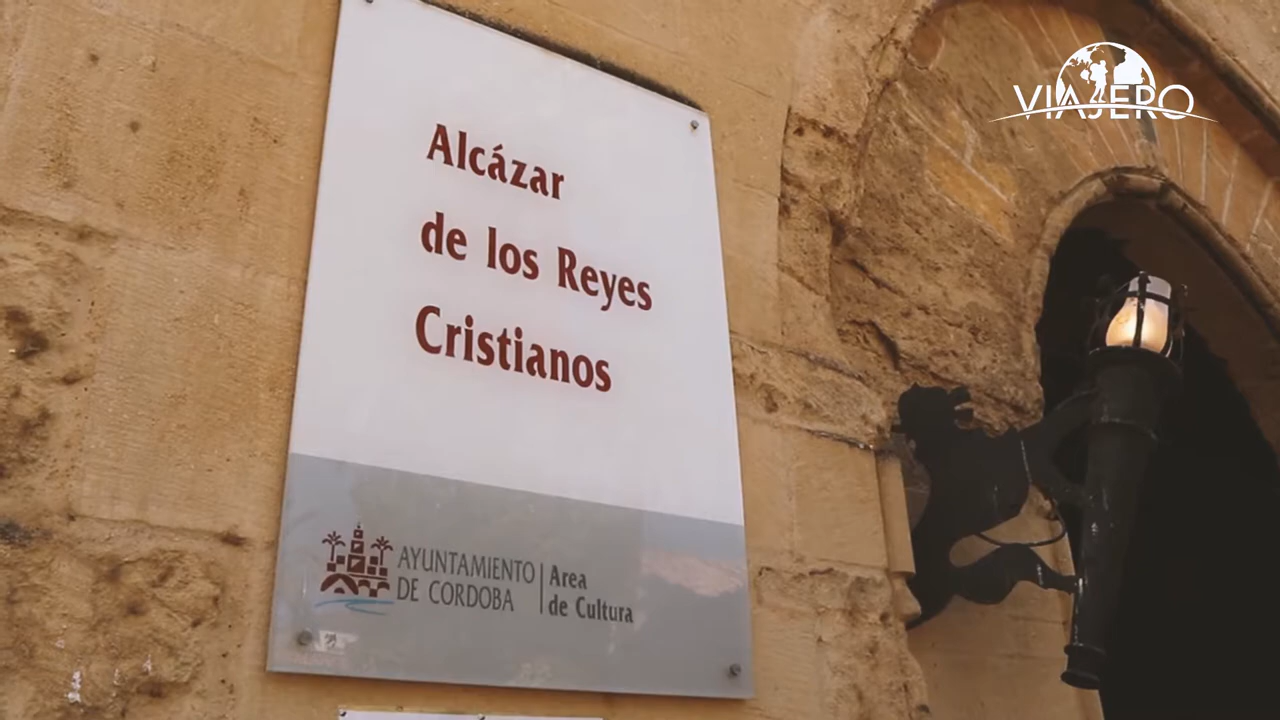 VIAJERO
Alcázar
de los Reyes
Cristianos
AYUNTAMIENTO
DE CORDOBA
Area
de Cultura